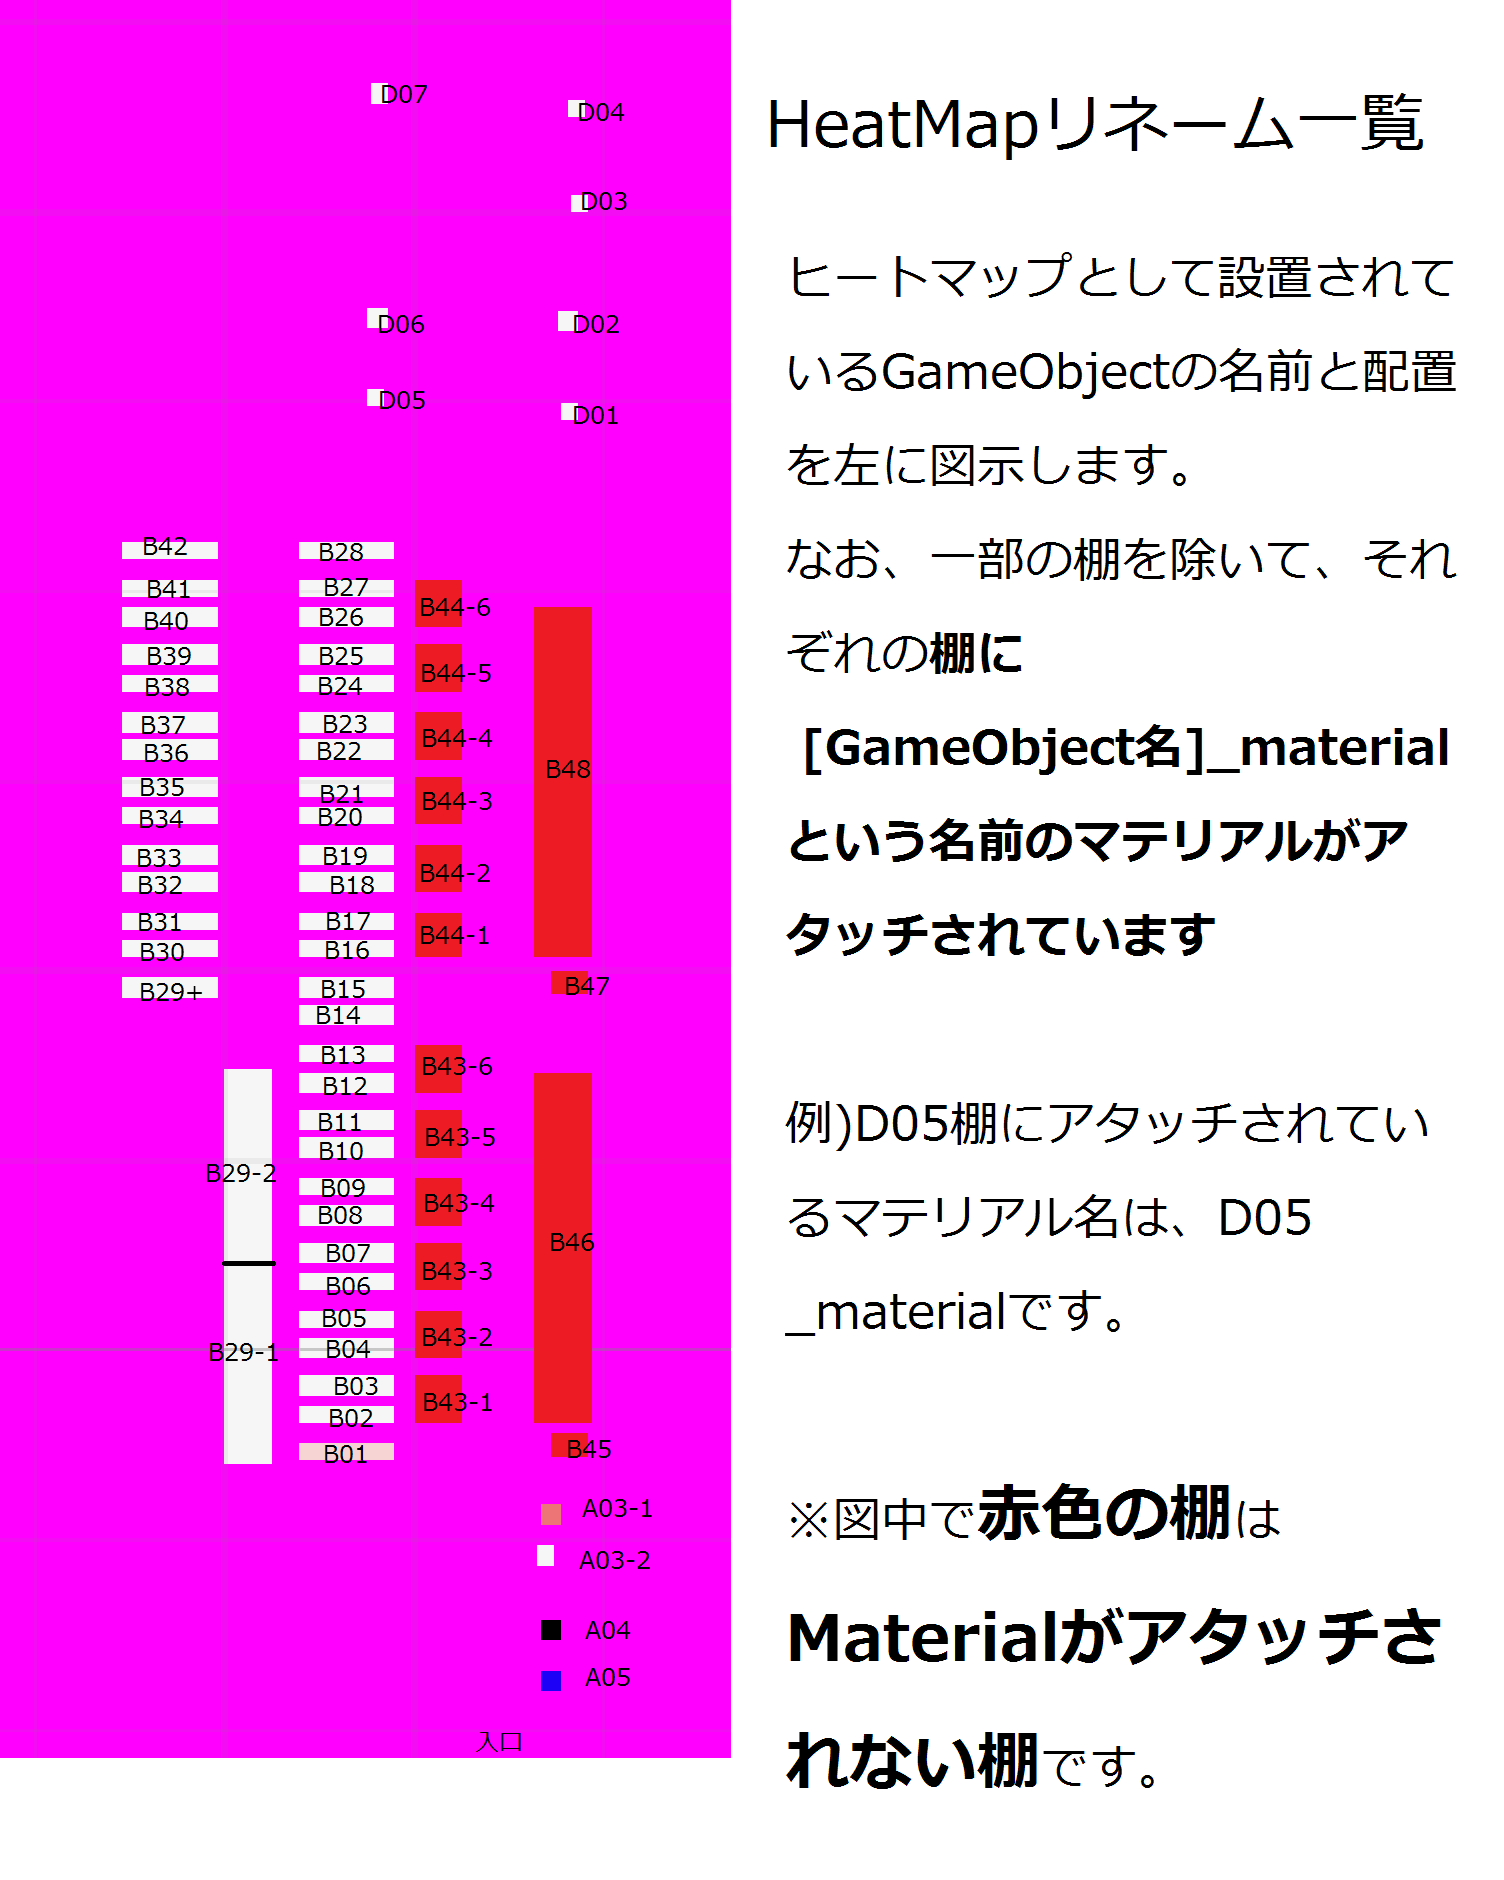 HeatMapリネーム一覧
ヒートマップとして設置されて
いるGameObjectの名前と配置
を左に図示します。
なお、一部の棚を除いて、それ
ぞれの棚に
[GameObject名]_material
という名前のマテリアルがア
タッチされています
例)D05棚にアタッチされてい
るマテリアル名は、D05
_materialです。
※図中で赤色の棚は
Materialがアタッチさ
れない棚です。
D07
D04
D03
D06
D02
D05
D01
B42
B28
B41
B27
B44-6
B40
B26
B39
B25
B44-5
B38
B24
B37
B23
B44-4
B36
B22
B48
B35
B21
B44-3
B34
B20
B33
B19
B44-2
B32
B18
B31
B17
B44-1
B30
B16
B29+
B15
B47
B14
B13
B43-6
B12
B11
B43-5
B10
B29-2
B09
B43-4
B08
B46
B07
B43-3
B06
B05
B43-2
B04
B29-1
B03
B43-1
B02
B01
B45
A03-1
A03-2
A04
A05
入口